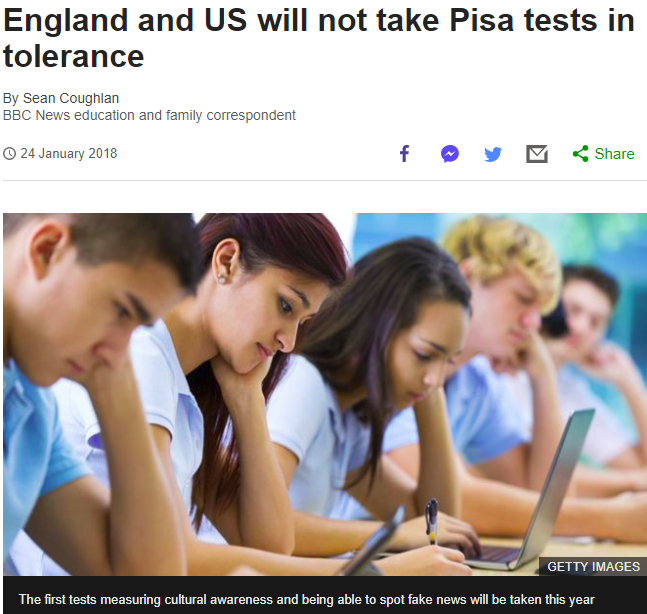 England and US will not take Pisa tests in
tolerance
By Sean Coughlan
BBC News education and family correspondent
24 January 2018
Share
GETTY IMAGES
The first tests measuring cultural awareness and being able to spot fake news will be taken this year